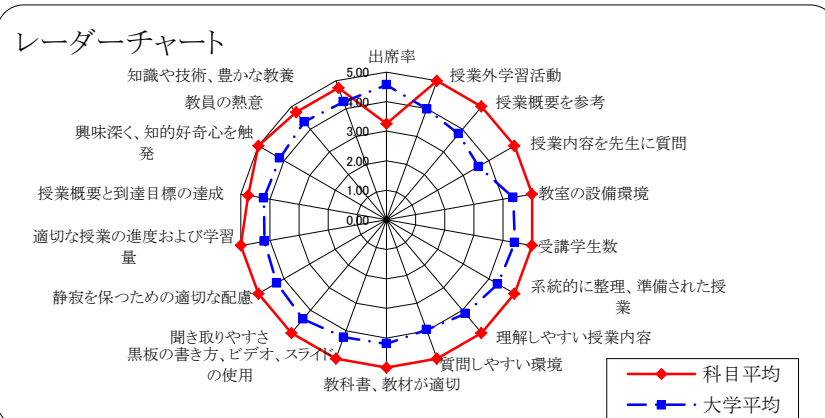 レーダーチャート
出席率
授業外学習活動
授業概要を参考
授業内容を先生に質問
教室の設備環境
受講学生数
系統的に整理、準備された授
業
理解しやすい授業内容
質問しやすい環境
教科書、教材が適切
黒板の書き方、ビデオ、スライド
の使用
聞き取りやすさ
静寂を保つための適切な配慮
適切な授業の進度および学習
量
授業概要と到達目標の達成
興味深く、知的好奇心を触
発
教員の熱意
知識や技術、豊かな教養
5.00
4.00
3.00
2.00
1.00
0.00
科目平均
大学平均